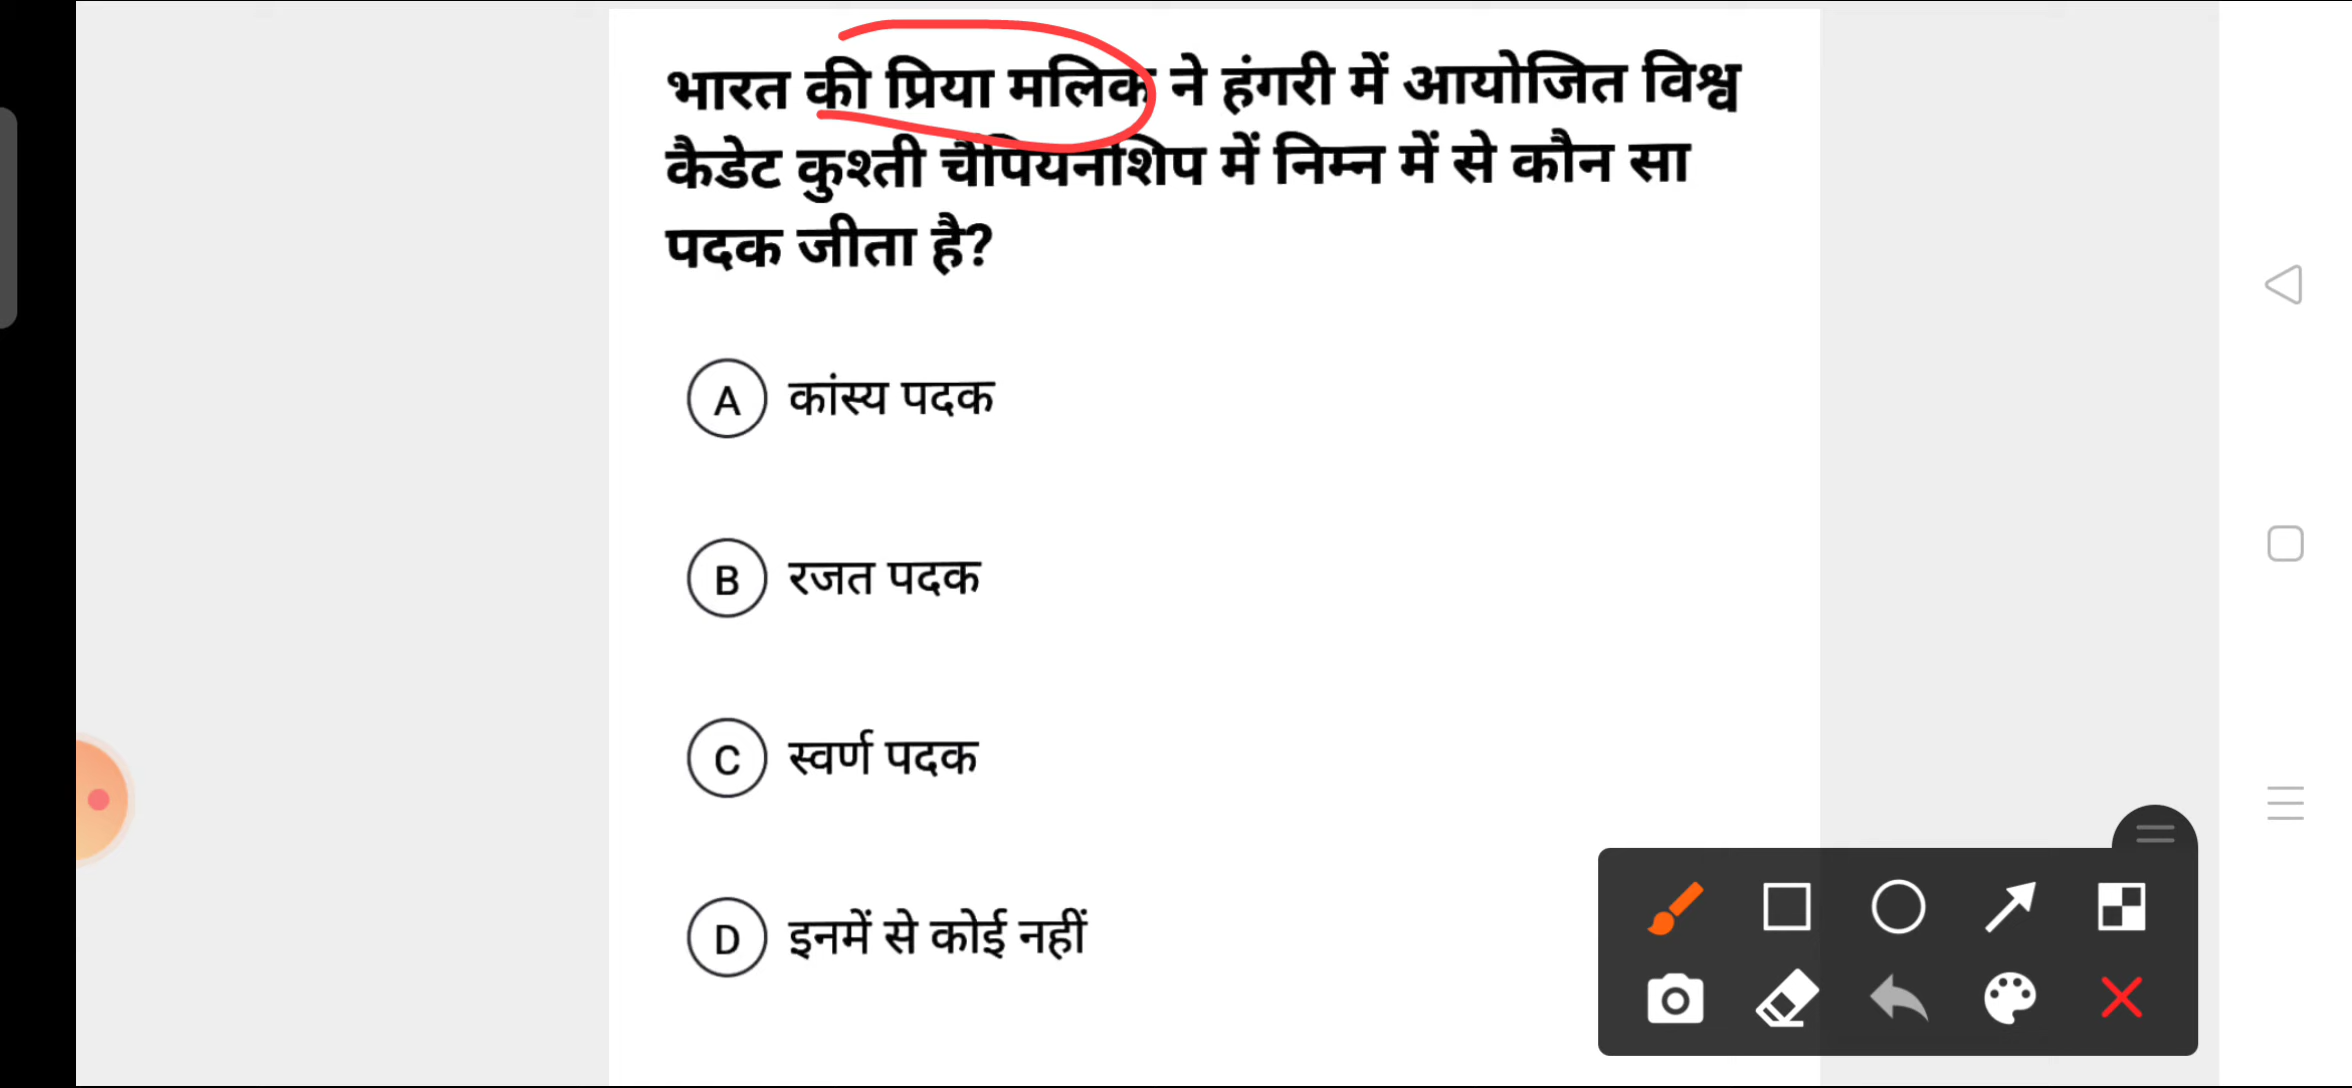 भारत की प्रिया मलिक ने हंगरी में आयोजित विश्व
कैडेट कुश्ती चैंपियनशिप में निम्न में से कौन सा
पदक जीता है?
A कांस्य पदक
B रजत पदक
C स्वर्ण पदक
D इनमें से कोई नहीं